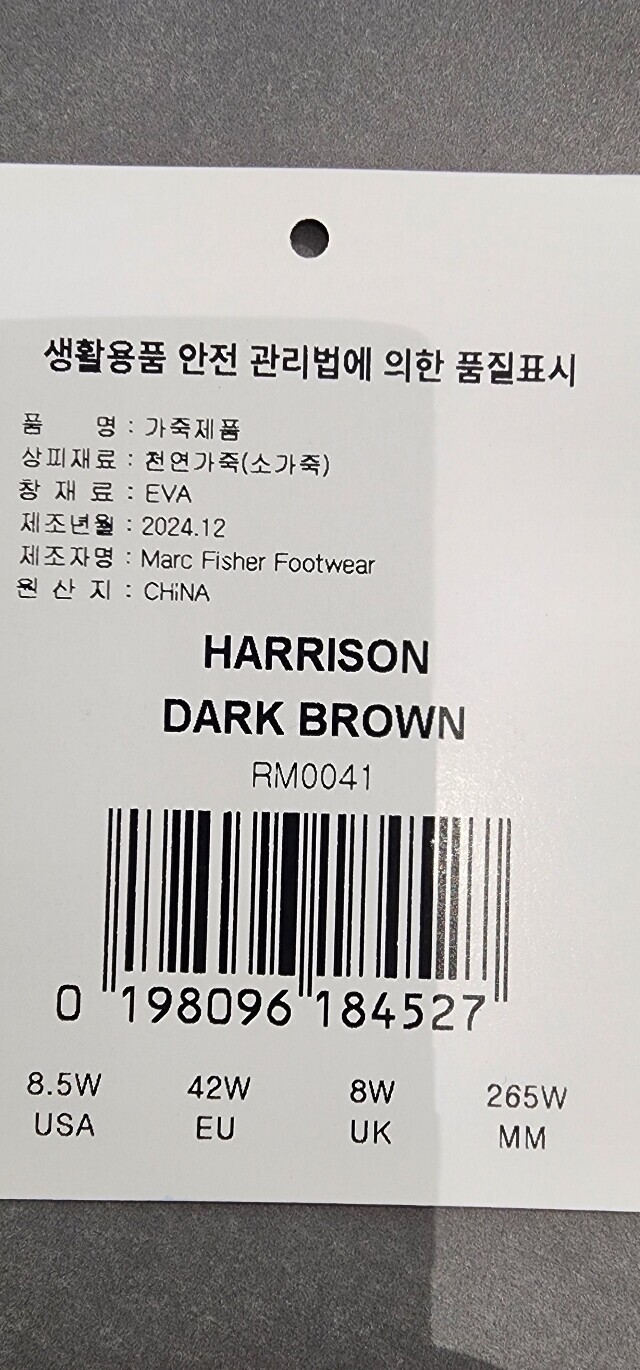 생활용품 안전 관리법에 의한 품질표시
품 명 : 가죽제품
상피재료 : 천연가죽(소가죽)
창 재 료 : EVA
제조년월 : 2024.12
제조자명 : Marc Fisher Footwear
원 산 지 : CHiNA
HARRISON
DARK BROWN
RM0041
0 198096 184527
8.5W 42W 8W 265W
USA EU UK MM